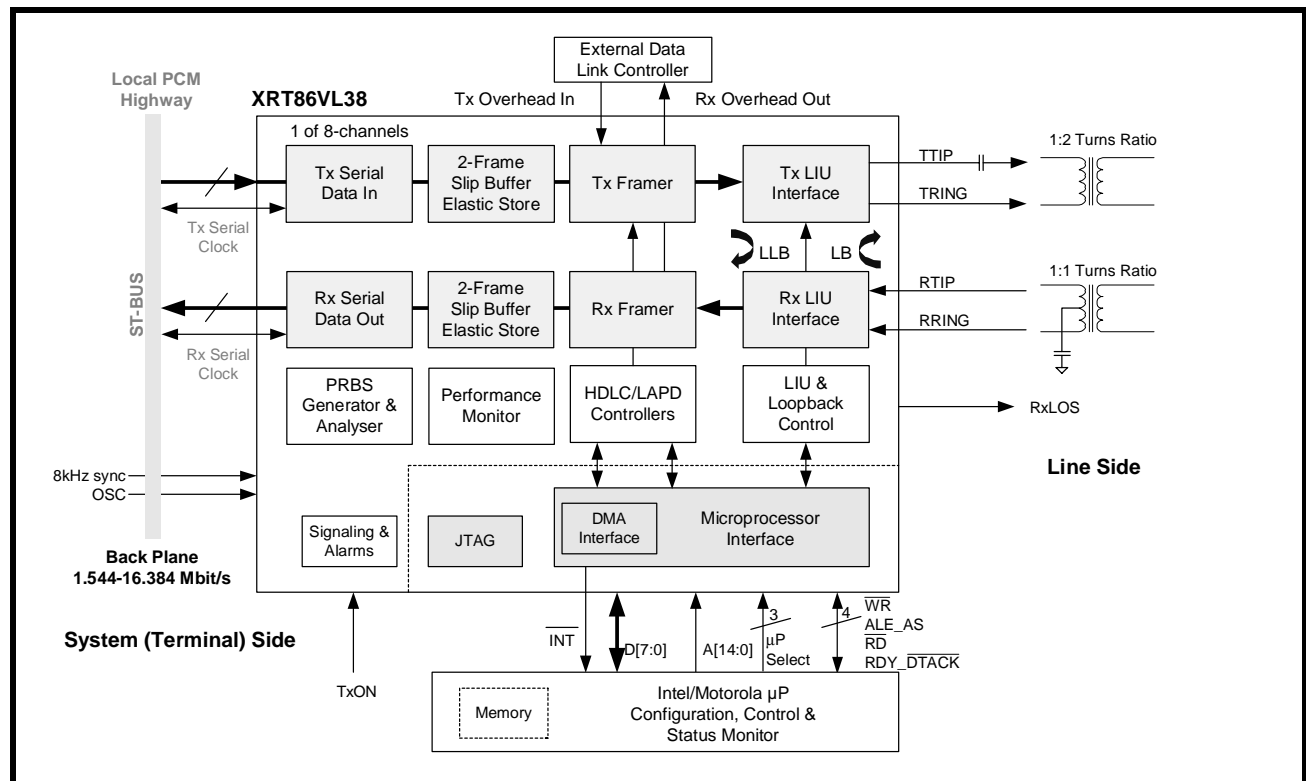 External Data
Link Controller
Local PCM
Highway
XRT86VL38
Tx Overhead In
Rx Overhead Out
1 of 8-channels
Tx Serial
Data In
2-Frame
Slip Buffer
Elastic Store
Tx Framer
Tx LIU
Interface
TTIP
TRING
1:2 Turns Ratio
Tx Serial
Clock
LLB
LB
ST-BUS
Rx Serial
Data Out
2-Frame
Slip Buffer
Elastic Store
Rx Framer
Rx LIU
Interface
RTIP
RRING
1:1 Turns Ratio
Rx Serial
Clock
PRBS
Generator &
Analyser
Performance
Monitor
HDLC/LAPD
Controllers
LIU &
Loopback
Control
RxLOS
Line Side
8kHz sync
OSC
Signaling &
Alarms
JTAG
DMA
Interface
Microprocessor
Interface
Back Plane
1.544-16.384 Mbit/s
System (Terminal) Side
TxON
INT
D[7:0]
A[14:0]
3
µP
Select
4
WR
ALE_AS
RD
RDY_DTACK
Memory
Intel/Motorola µP
Configuration, Control &
Status Monitor